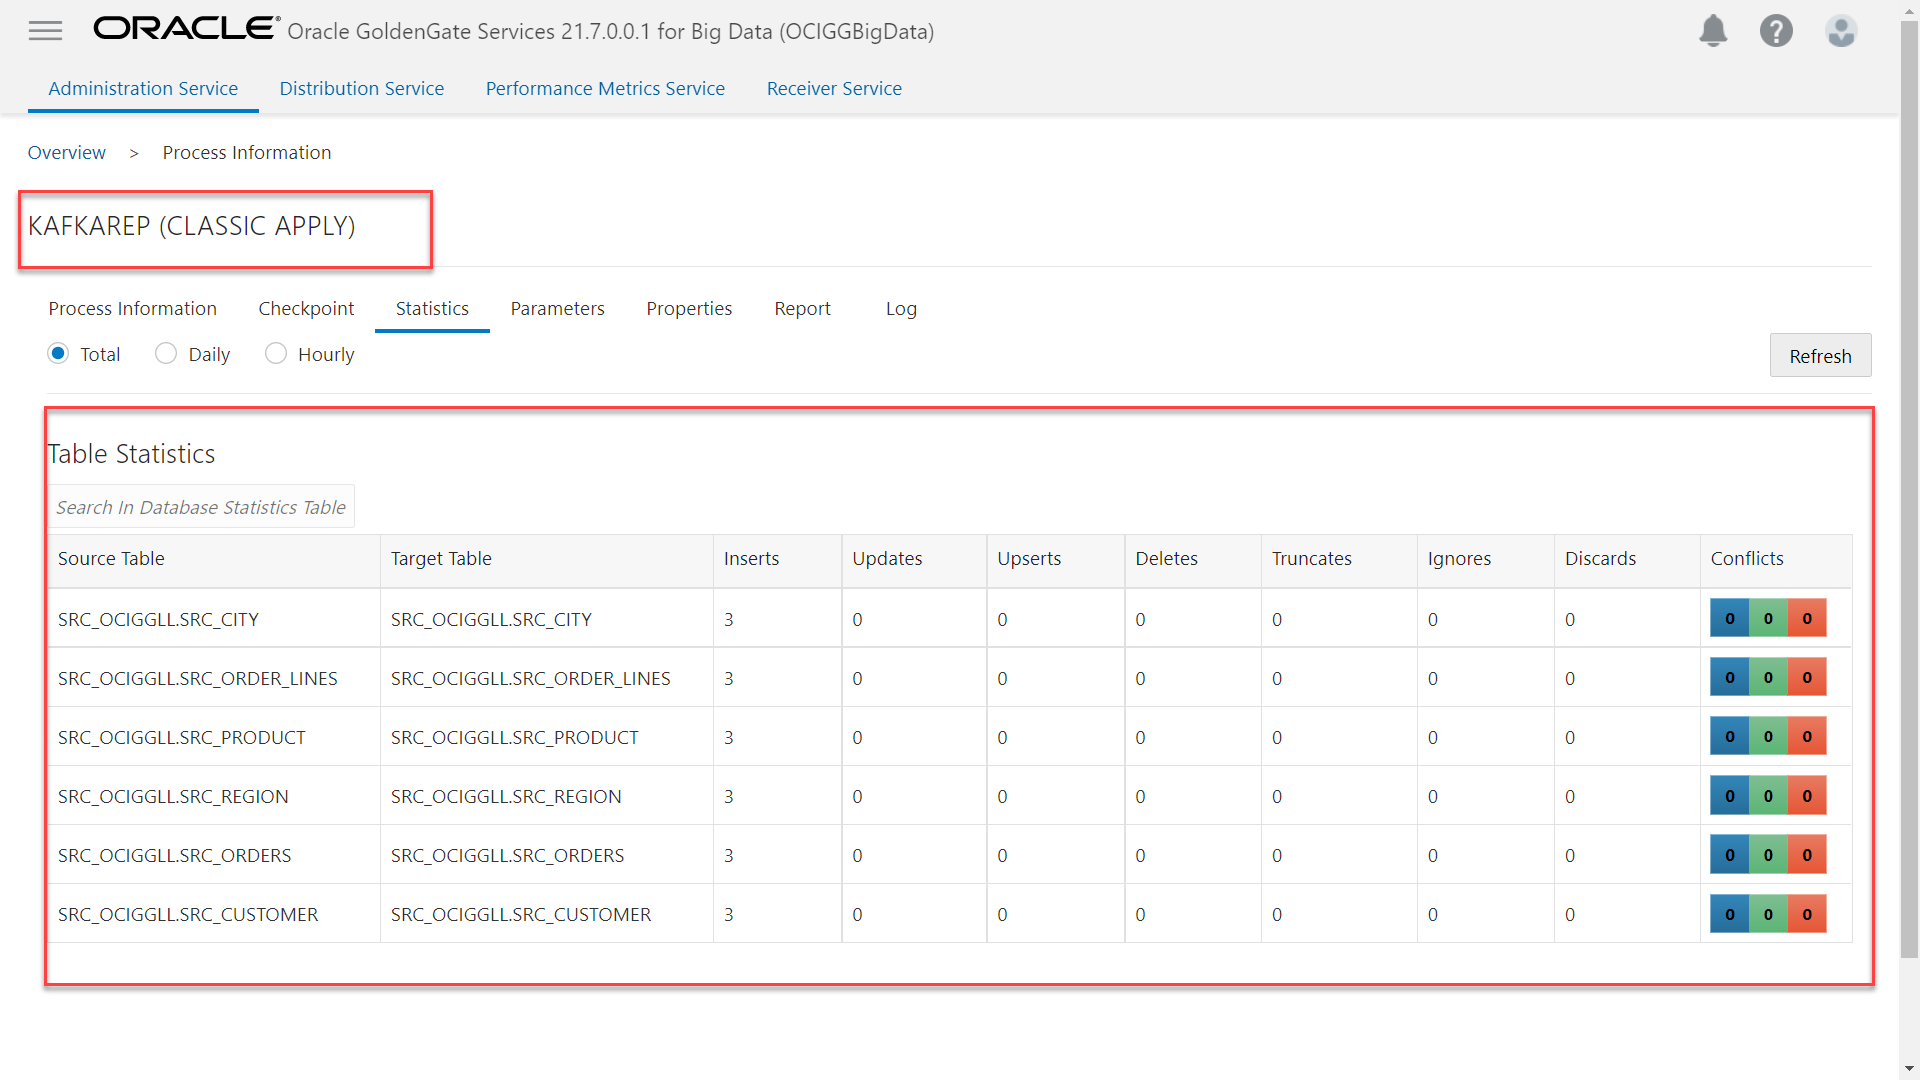 ORACLE® Oracle GoldenGate Services 21.7.0.0.1 for Big Data (OCIGGBigData)
?
Administration Service Distribution Service Performance Metrics Service Receiver Service
Overview > Process Information
KAFKAREP (CLASSIC APPLY)
Process Information Checkpoint Statistics Parameters Properties Report Log
Total Daily Hourly
Refresh
Table Statistics
Search In Database Statistics Table
Source Table Target Table Inserts Updates Upserts Deletes Truncates Ignores Discards Conflicts
SRC_OCIGGLL.SRC_CITY SRC_OCIGGLL.SRC_CITY 3 0 0 0 0 0 0 0 0 0
SRC_OCIGGLL.SRC_ORDER_LINES SRC_OCIGGLL.SRC_ORDER_LINES 3 0 0 0 0 0 0 0 0 0
SRC_OCIGGLL.SRC_PRODUCT SRC_OCIGGLL.SRC_PRODUCT 3 0 0 0 0 0 0 0 0 0
SRC_OCIGGLL.SRC_REGION SRC_OCIGGLL.SRC_REGION 3 0 0 0 0 0 0 0 0 0
SRC_OCIGGLL.SRC_ORDERS SRC_OCIGGLL.SRC_ORDERS 3 0 0 0 0 0 0 0 0 0
SRC_OCIGGLL.SRC_CUSTOMER SRC_OCIGGLL.SRC_CUSTOMER 3 0 0 0 0 0 0 0 0 0